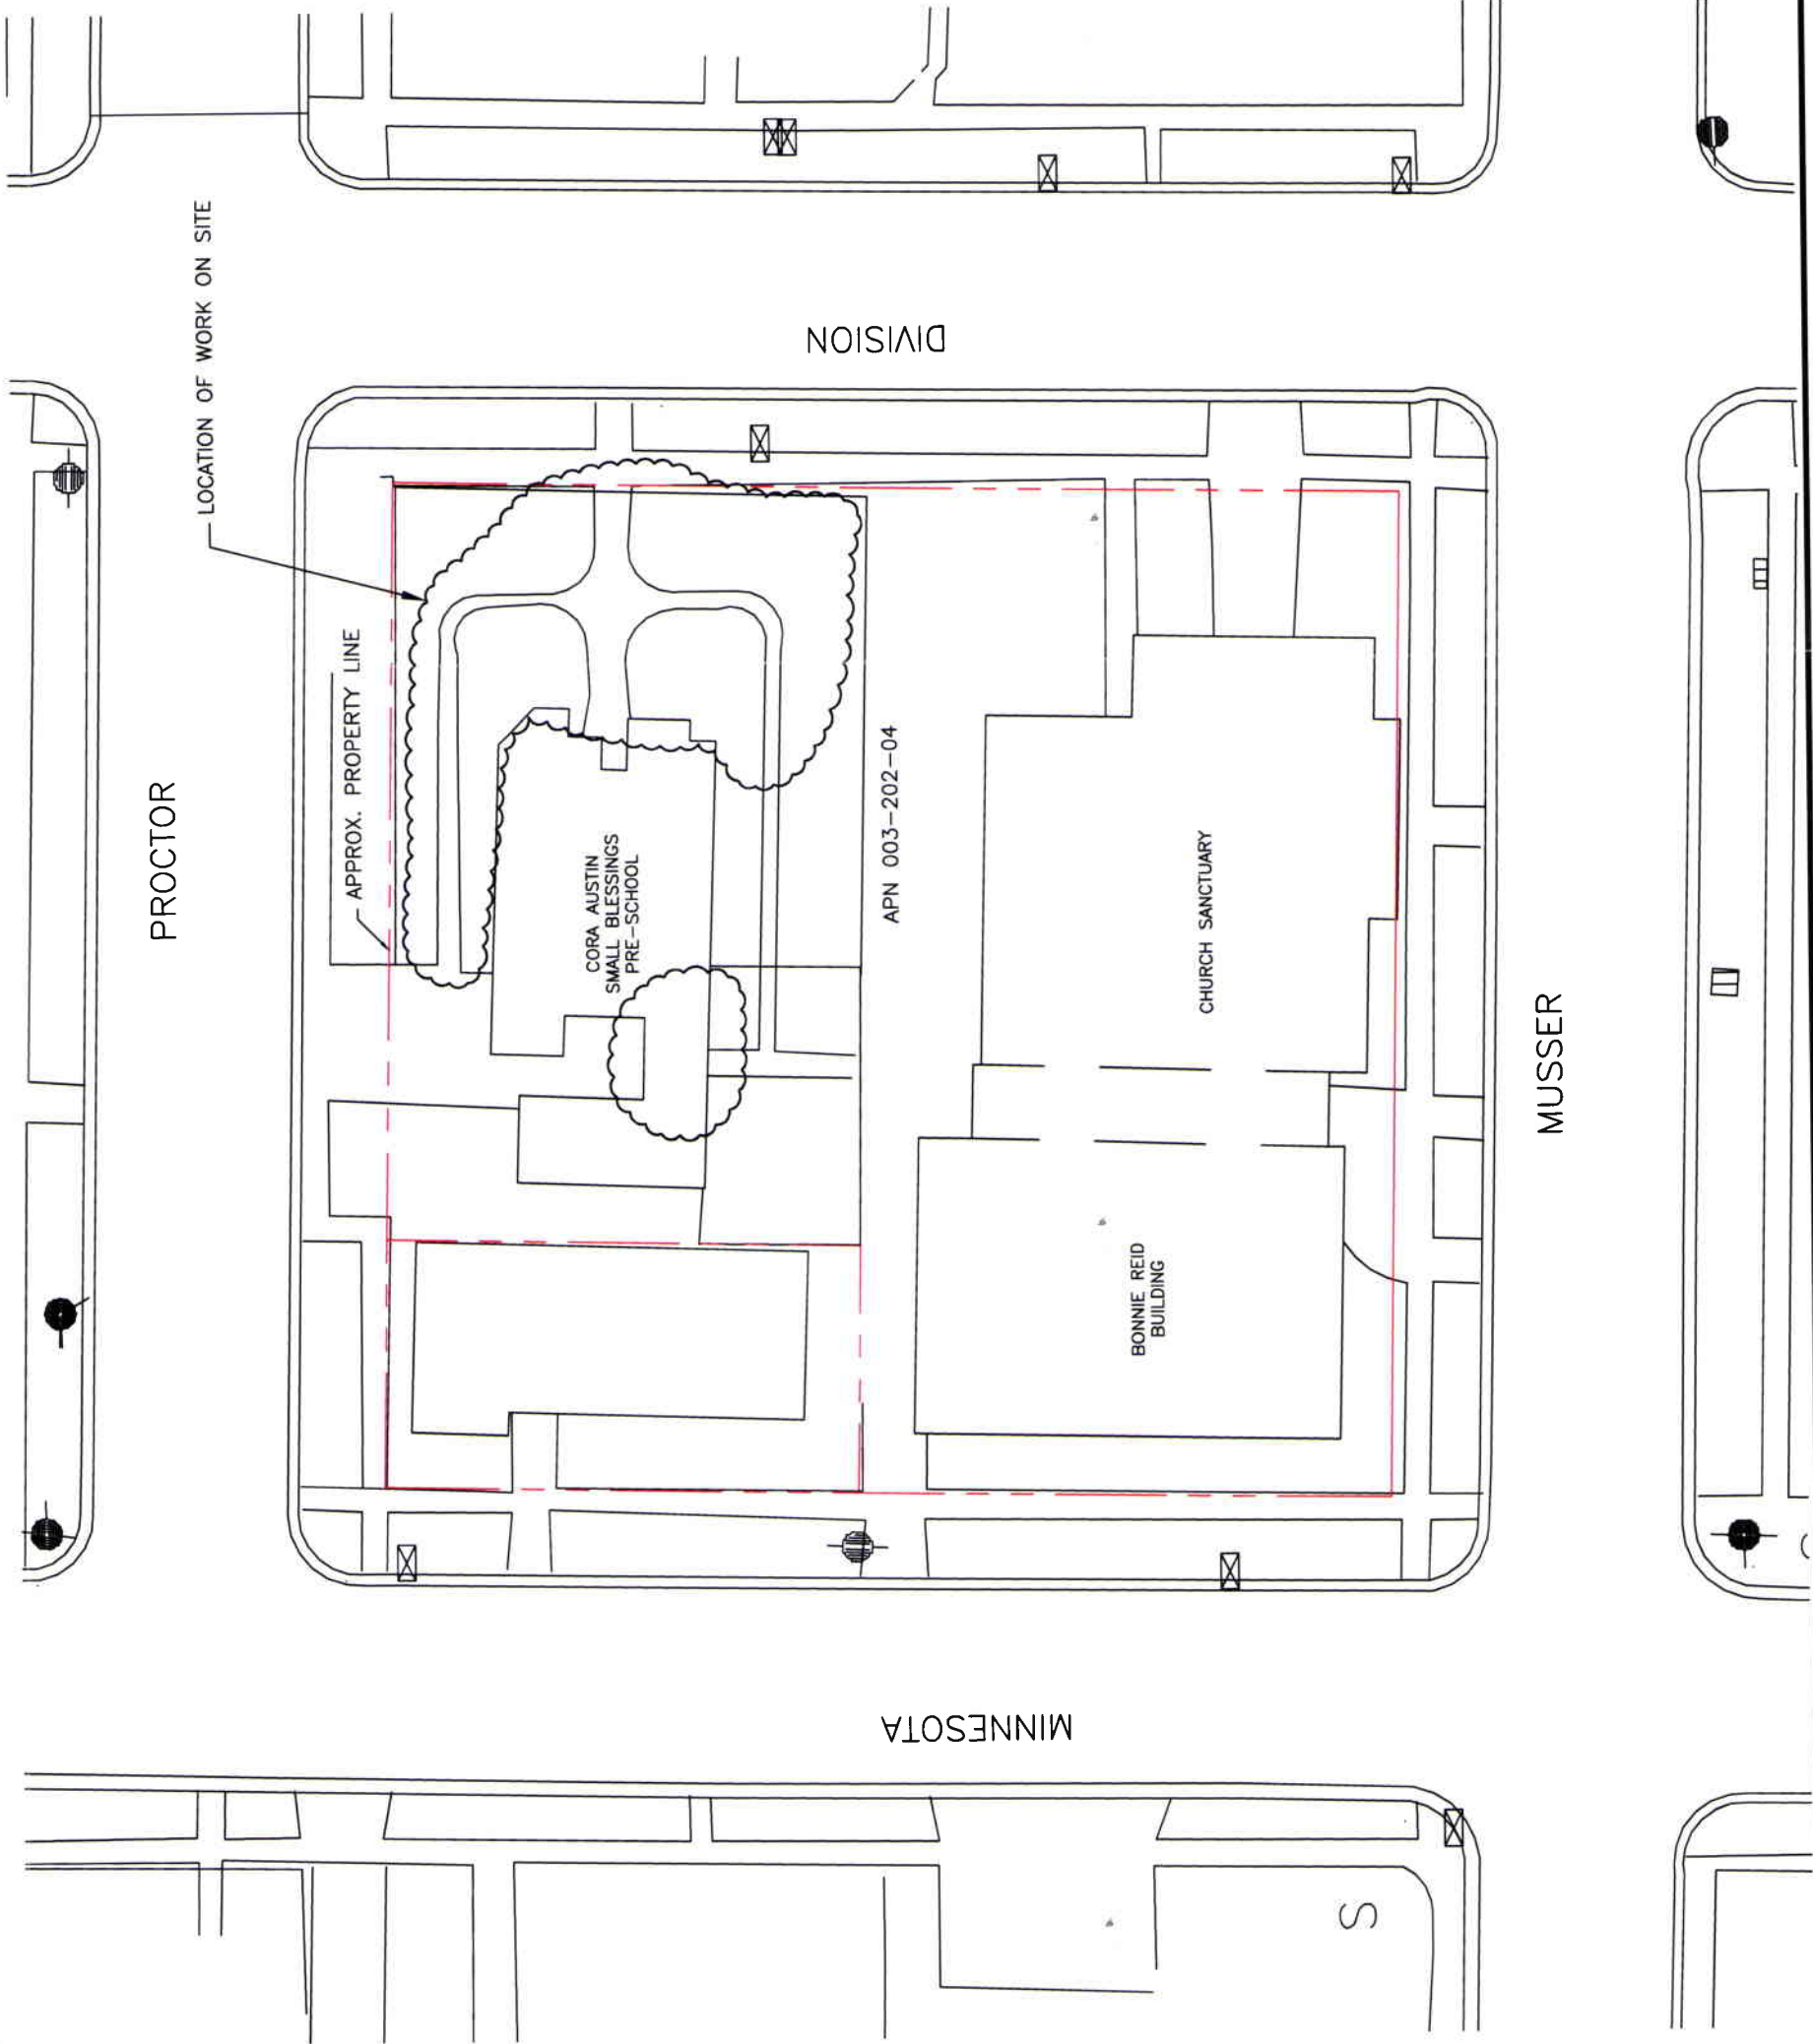 LOCATION OF WORK ON SITE
DIVISION
PROCTOR
APPROX. PROPERTY LINE
CORA AUSTIN
SMALL BLESSINGS
PRE-SCHOOL
APN 003-202-04
CHURCH SANCTUARY
MUSSER
BONNIE REID
BUILDING
MINNESOTA
S